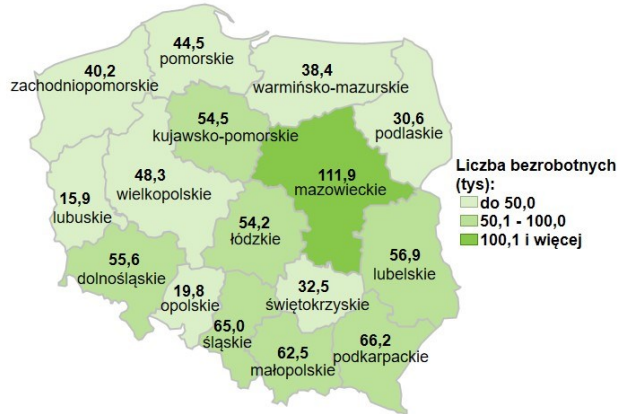 44,5
pomorskie
40,2
zachodniopomorskie
38,4
warmińsko-mazurskie
54,5
kujawsko-pomorskie
30,6
podlaskie
48,3
wielkopolskie
111,9
mazowieckie
15,9
lubuskie
54,2
łódzkie
55,6
dolnośląskie
56,9
lubelskie
19,8
opolskie
32,5
świętokrzyskie
65,0
śląskie
62,5
małopolskie
66,2
podkarpackie
Liczba bezrobotnych
(tys):
do 50,0
50,1 - 100,0
100,1 i więcej